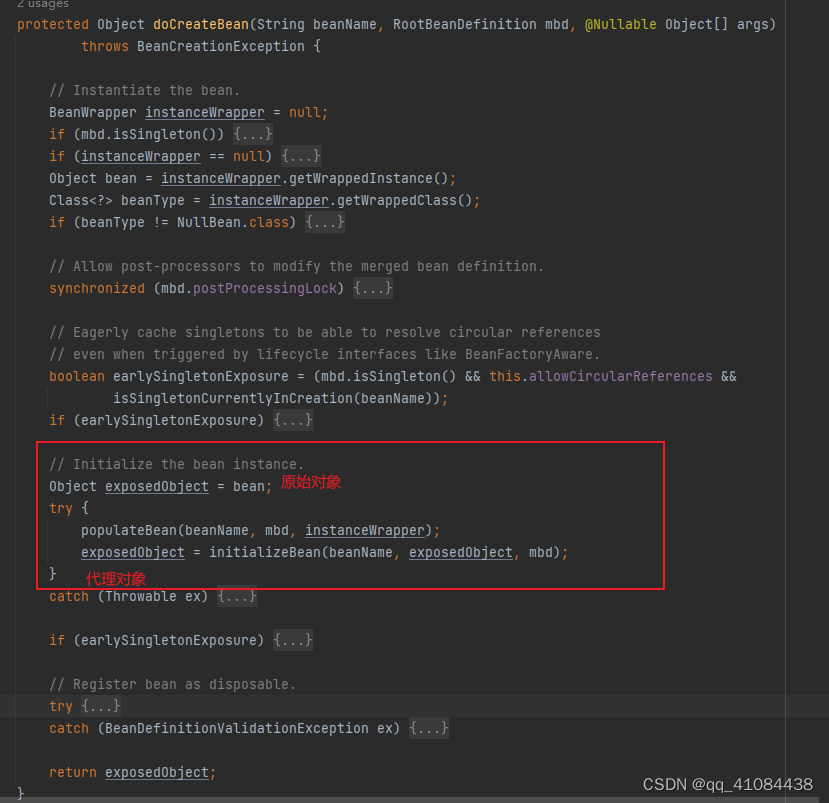 2 usages
protected Object doCreateBean(String beanName, RootBeanDefinition mbd, @Nullable Object[] args)
        throws BeanCreationException {
    // Instantiate the bean.
    BeanWrapper instanceWrapper = null;
    if (mbd.isSingleton()) {...}
    if (instanceWrapper == null) {...}
    Object bean = instanceWrapper.getWrappedInstance();
    Class<?> beanType = instanceWrapper.getWrappedClass();
    if (beanType != NullBean.class) {...}
    // Allow post-processors to modify the merged bean definition.
    synchronized (mbd.postProcessingLock) {...}
    // Eagerly cache singletons to be able to resolve circular references
    // even when triggered by lifecycle interfaces like BeanFactoryAware.
    boolean earlySingletonExposure = (mbd.isSingleton() && this.allowCircularReferences &&
            isSingletonCurrentlyInCreation(beanName));
    if (earlySingletonExposure) {...}
    // Initialize the bean instance.
    Object exposedObject = bean; 原始对象
    try {
        populateBean(beanName, mbd, instanceWrapper);
        exposedObject = initializeBean(beanName, exposedObject, mbd);
    } 代理对象
    catch (Throwable ex) {...}
    if (earlySingletonExposure) {...}
    // Register bean as disposable.
    try {...}
    catch (BeanDefinitionValidationException ex) {...}
    return exposedObject;
}
CSDN @qq_41084438